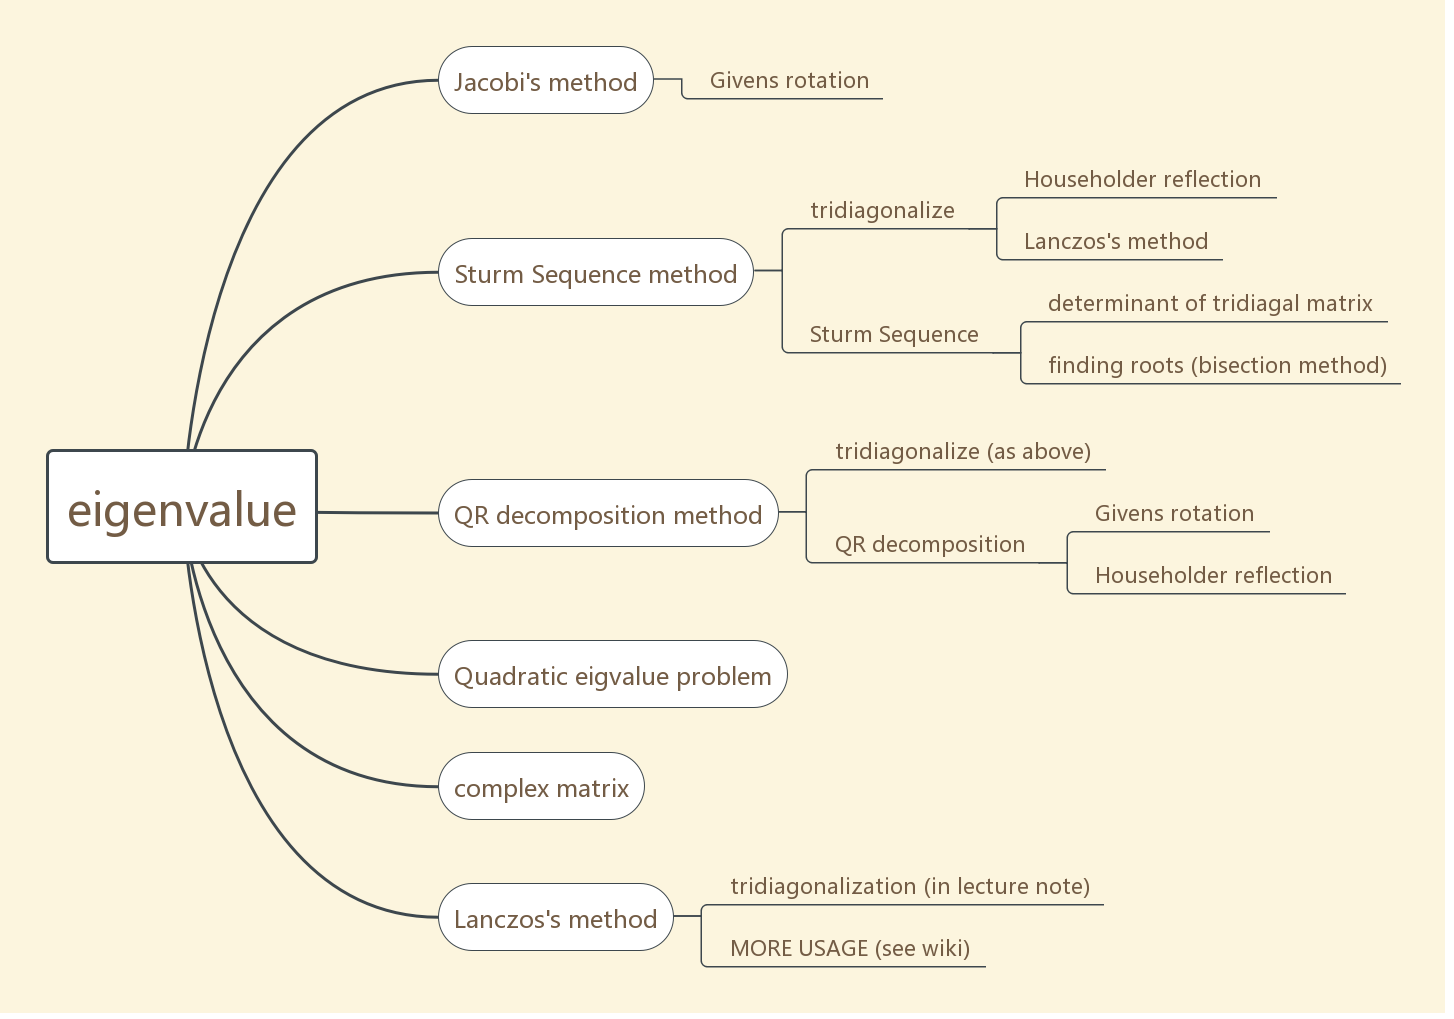 Jacobi's method
Givens rotation
Householder reflection
tridiagonalize
Lanczos's method
Sturm Sequence method
determinant of tridiagal matrix
Sturm Sequence
finding roots (bisection method)
tridiagonalize (as above)
eigenvalue
QR decomposition method
Givens rotation
QR decomposition
Householder reflection
Quadratic eigvalue problem
complex matrix
tridiagonalization (in lecture note)
Lanczos's method
MORE USAGE (see wiki)